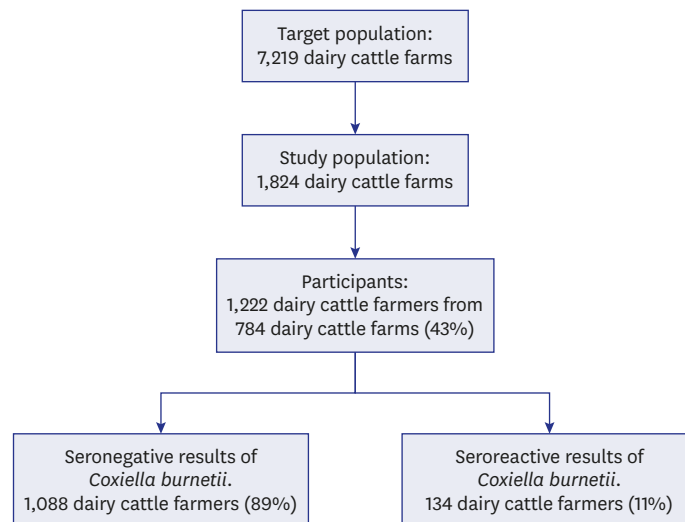 Target population:
7,219 dairy cattle farms
Study population:
1,824 dairy cattle farms
Participants:
1,222 dairy cattle farmers from
784 dairy cattle farms (43%)
Seronegative results of
Coxiella burnetii.
1,088 dairy cattle farmers (89%)
Seroreactive results of
Coxiella burnetii.
134 dairy cattle farmers (11%)